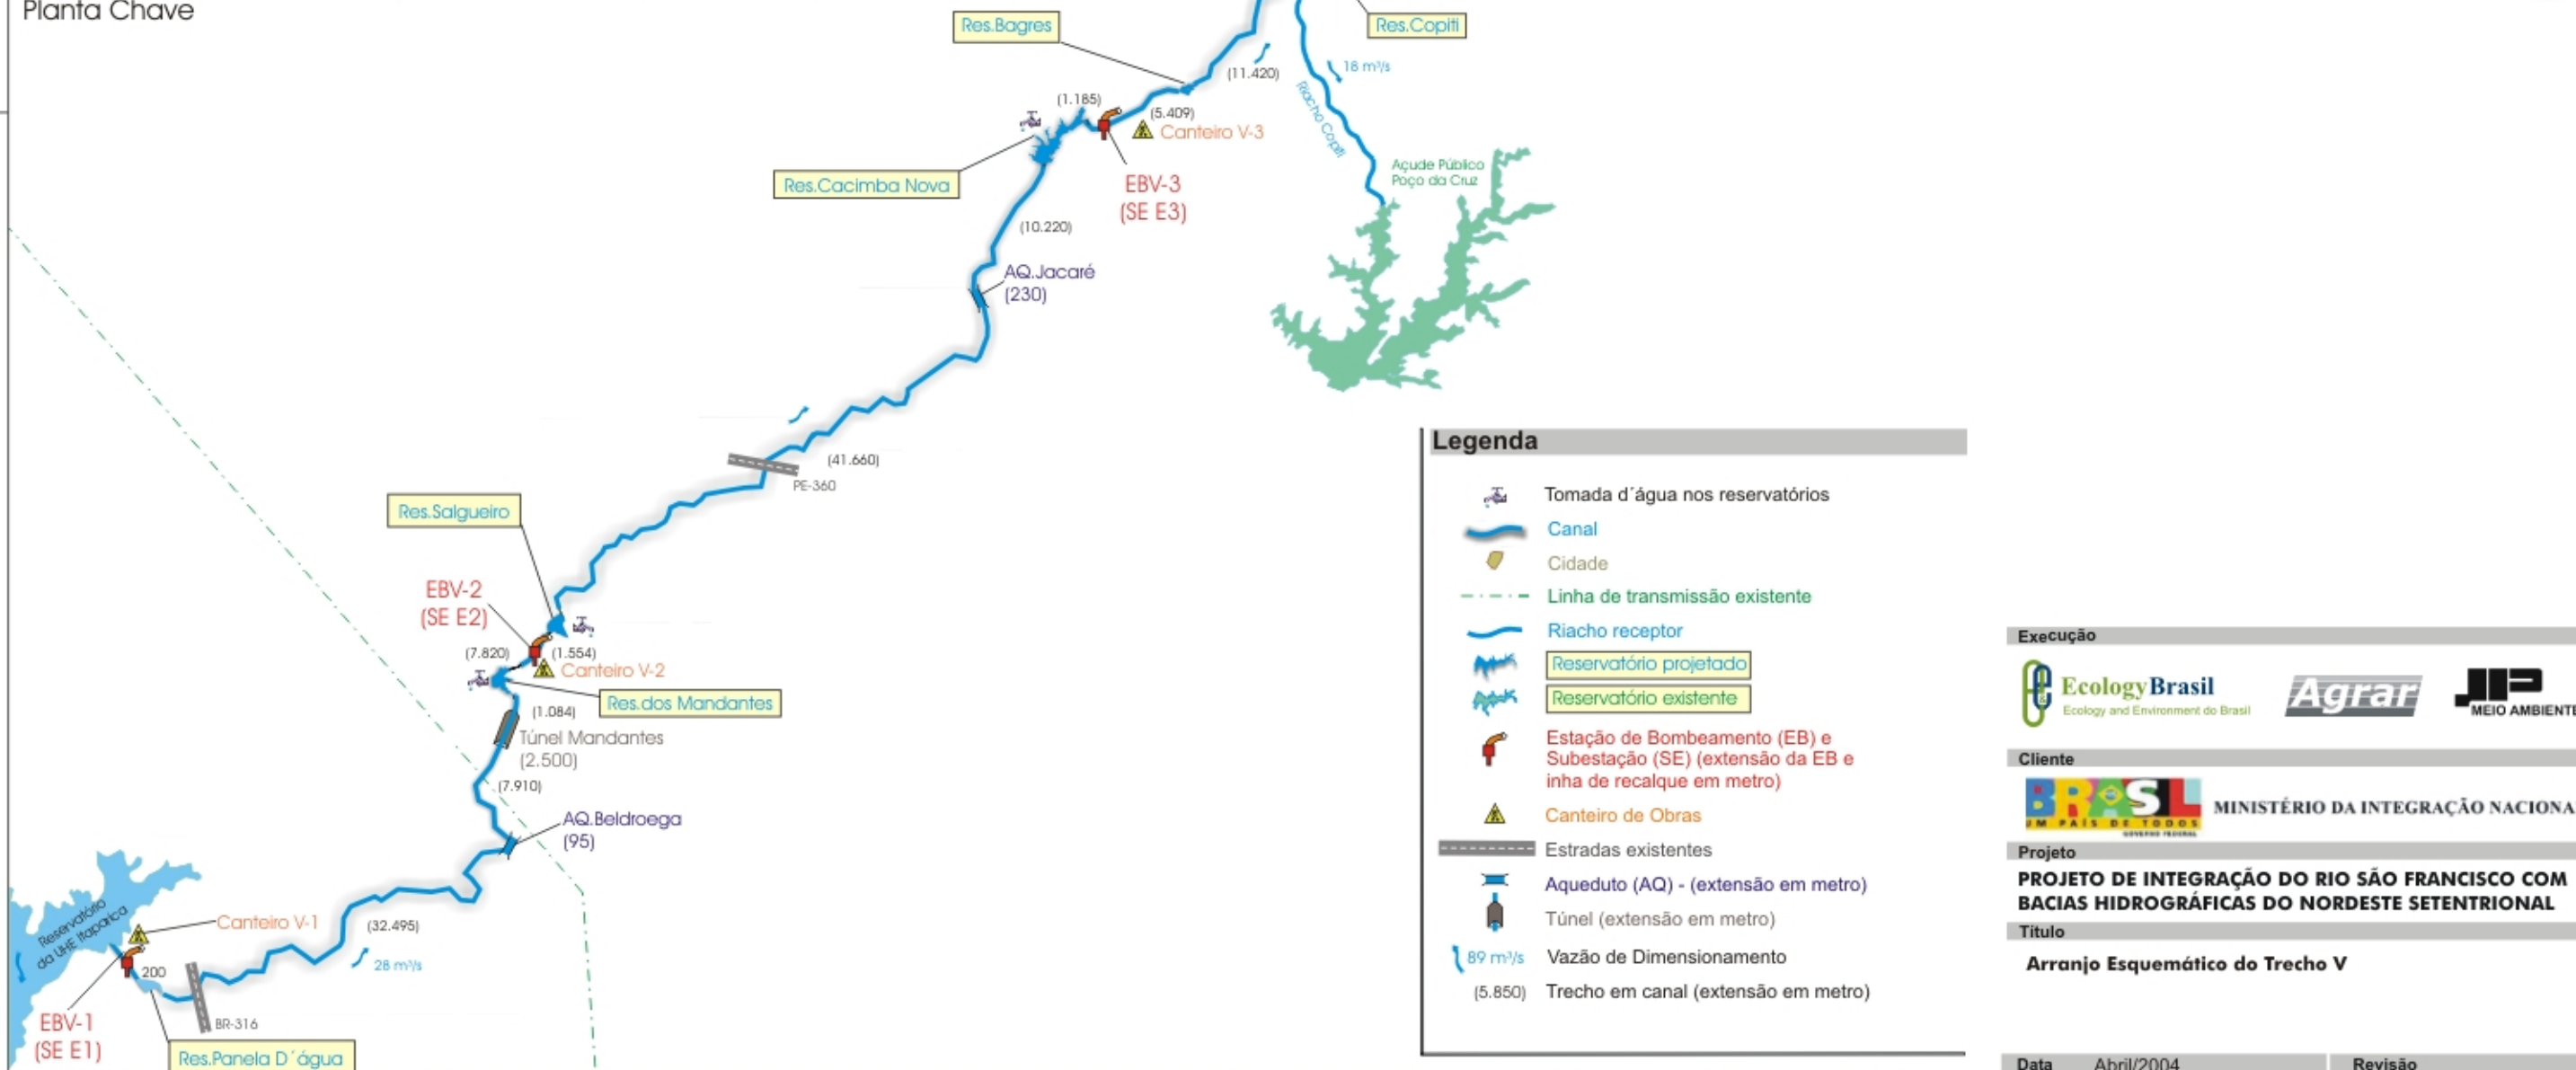 Planta Chave
Res.Bagres
Res.Copiti
(11.420)
18 m³/s
Riacho Copiti
(1.185)
(5.409)
Canteiro V-3
Açude Público
Poço da Cruz
Res.Cacimba Nova
EBV-3
(SE E3)
(10.220)
AQ.Jacaré
(230)
(41.660)
PE-360
Res.Salgueiro
EBV-2
(SE E2)
(7.820)
(1.554)
Canteiro V-2
Res.dos Mandantes
(1.084)
Túnel Mandantes
(2.500)
(7.910)
AQ.Beldroega
(95)
Reservatório
da UHE Itaparica
Canteiro V-1
(32.495)
28 m³/s
200
BR-316
EBV-1
(SE E1)
Res.Panela D´água
Legenda
Tomada d´água nos reservatórios
Canal
Cidade
Linha de transmissão existente
Riacho receptor
Reservatório projetado
Reservatório existente
Estação de Bombeamento (EB) e
Subestação (SE) (extensão da EB e
inha de recalque em metro)
Canteiro de Obras
Estradas existentes
Aqueduto (AQ) - (extensão em metro)
Túnel (extensão em metro)
89 m³/s Vazão de Dimensionamento
(5.850) Trecho em canal (extensão em metro)
Execução
EcologyBrasil
Ecology and Environment do Brasil
Agrar
JP
MEIO AMBIENTE
Cliente
BRASIL
UM PAÍS DE TODOS
GOVERNO FEDERAL
MINISTÉRIO DA INTEGRAÇÃO NACIONA
Projeto
PROJETO DE INTEGRAÇÃO DO RIO SÃO FRANCISCO COM
BACIAS HIDROGRÁFICAS DO NORDESTE SETENTRIONAL
Título
Arranjo Esquemático do Trecho V
Data Abril/2004 Revisão